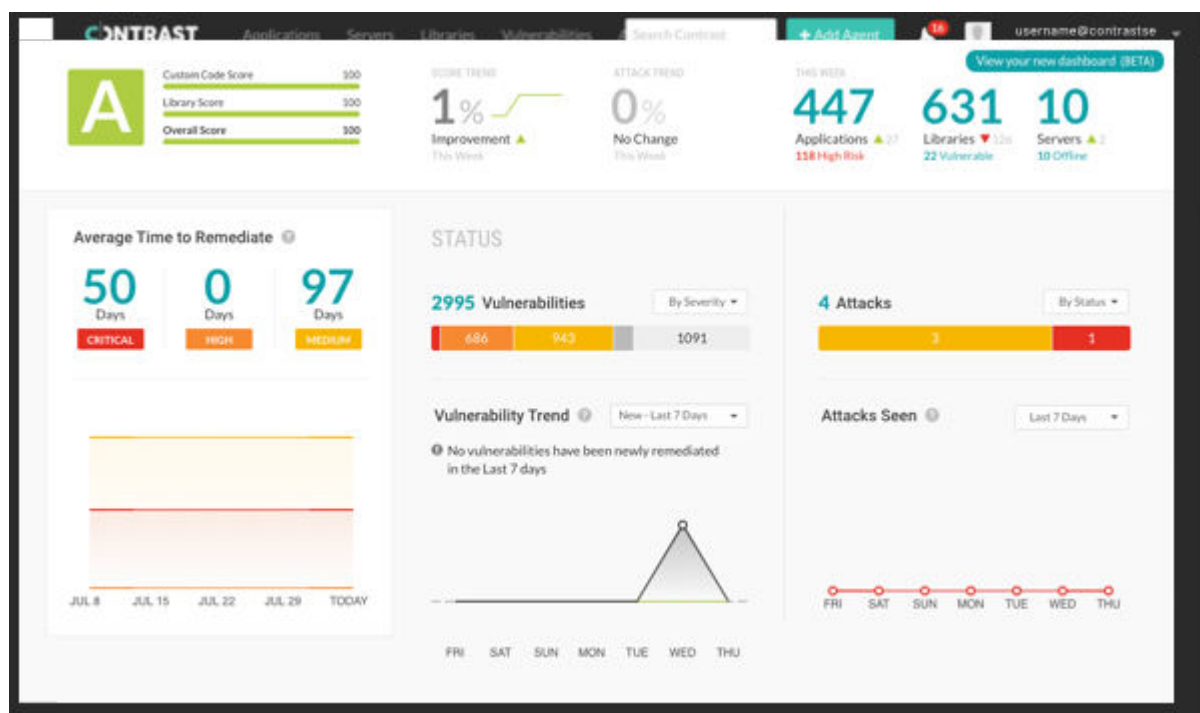 CONTRAST
Applications Servers Libraries Vulnerabilities Search Contrast + Add Agent 16 username@contrastse
View your new dashboard (BETA)
A
Custom Code Score 100
Library Score 100
Overall Score 100
SCORE TREND
1%
Improvement
This Week
ATTACK TREND
0%
No Change
This Week
THIS WEEK
447
Applications 27
118 High Risk
631
Libraries 126
22 Vulnerable
10
Servers 2
10 Offline
Average Time to Remediate
50
Days
CRITICAL
0
Days
HIGH
97
Days
MEDIUM
JUL 8 JUL 15 JUL 22 JUL 29 TODAY
STATUS
2995 Vulnerabilities By Severity
686 943 1091
Vulnerability Trend New - Last 7 Days
No vulnerabilities have been newly remediated
in the Last 7 days
FRI SAT SUN MON TUE WED THU
4 Attacks By Status
3 1
Attacks Seen Last 7 Days
FRI SAT SUN MON TUE WED THU